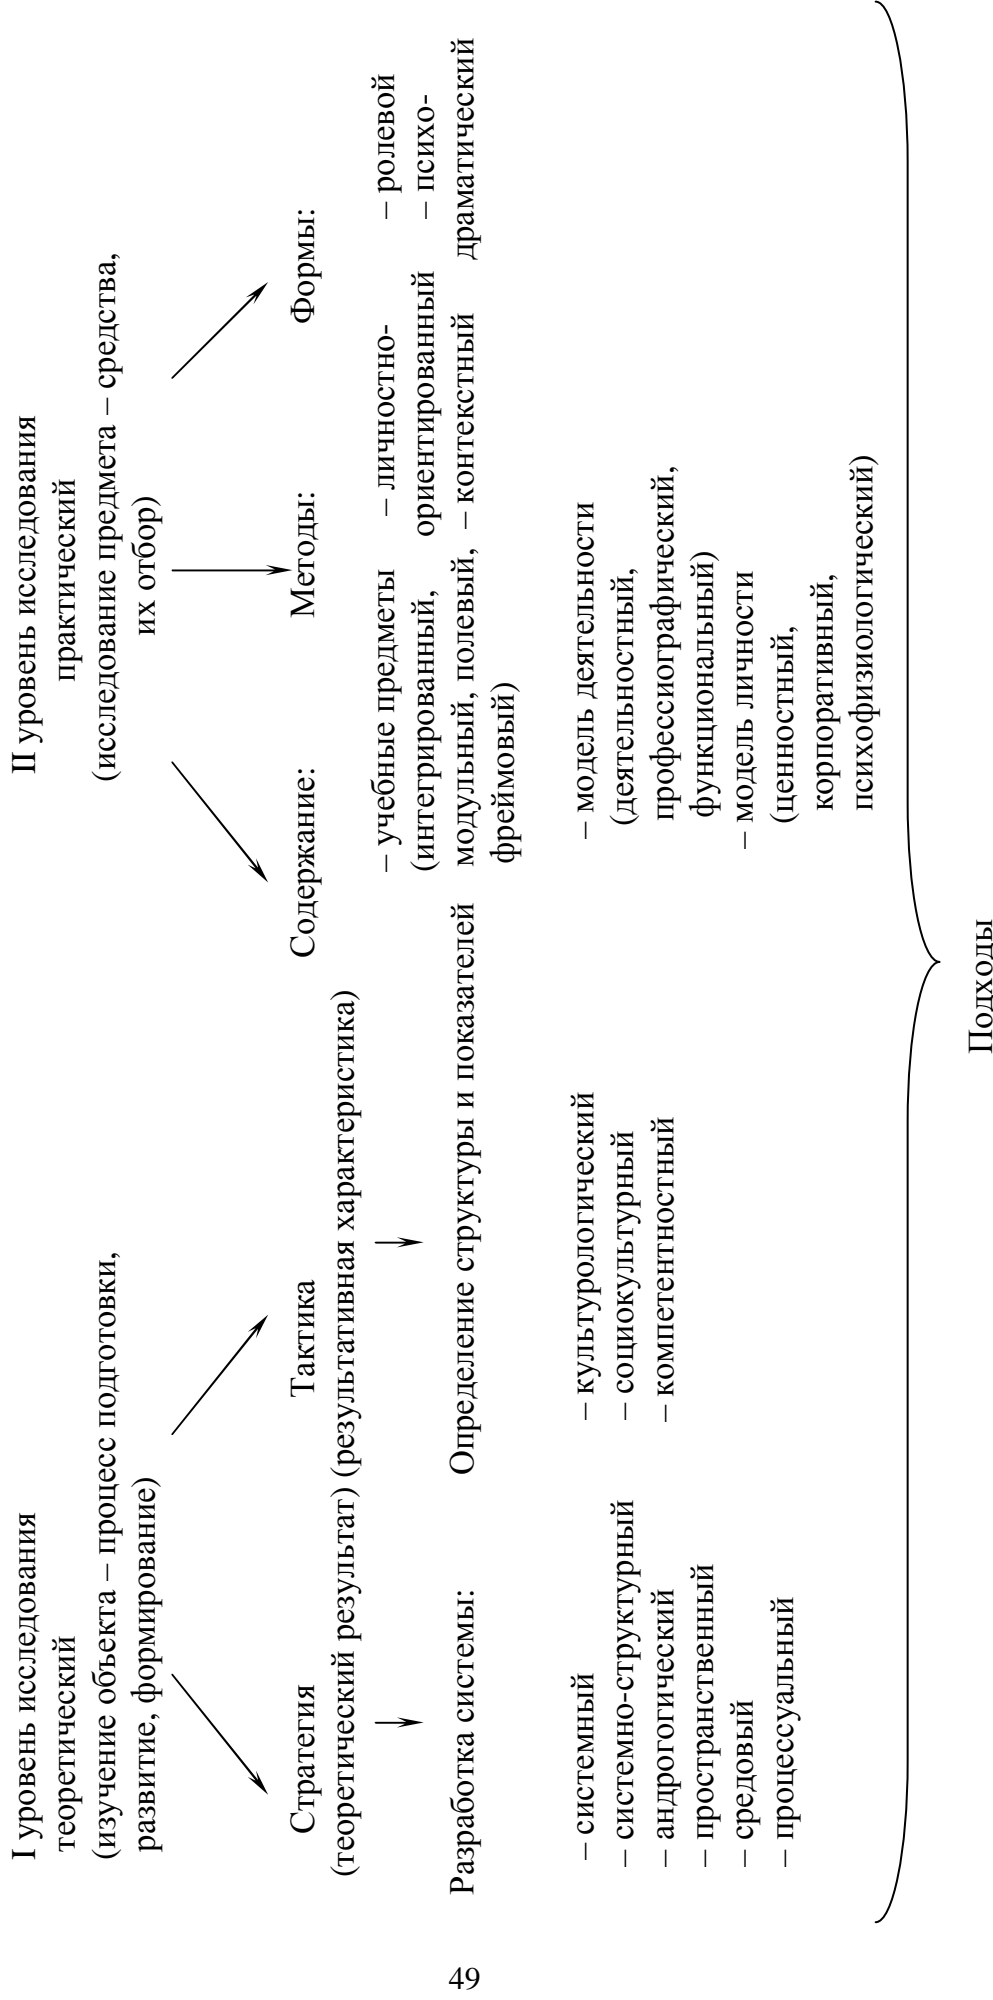 I уровень исследования
теоретический
(изучение объекта – процесс подготовки,
развитие, формирование)
Стратегия
(теоретический результат)
Разработка системы:
– системный
– системно-структурный
– андрогогический
– пространственный
– средовый
– процессуальный
Тактика
(результативная характеристика)
Определение структуры и показателей
– культурологический
– социокультурный
– компетентностный
II уровень исследования
практический
(исследование предмета – средства,
их отбор)
Содержание:
– учебные предметы
(интегрированный,
модульный, полевый,
фреймовый)
– модель деятельности
(деятельностный,
профессиографический,
функциональный)
– модель личности
(ценностный,
корпоративный,
психофизиологический)
Методы:
– личностно-
ориентированный
– контекстный
Формы:
– ролевой
– психо-
драматический
Подходы
49